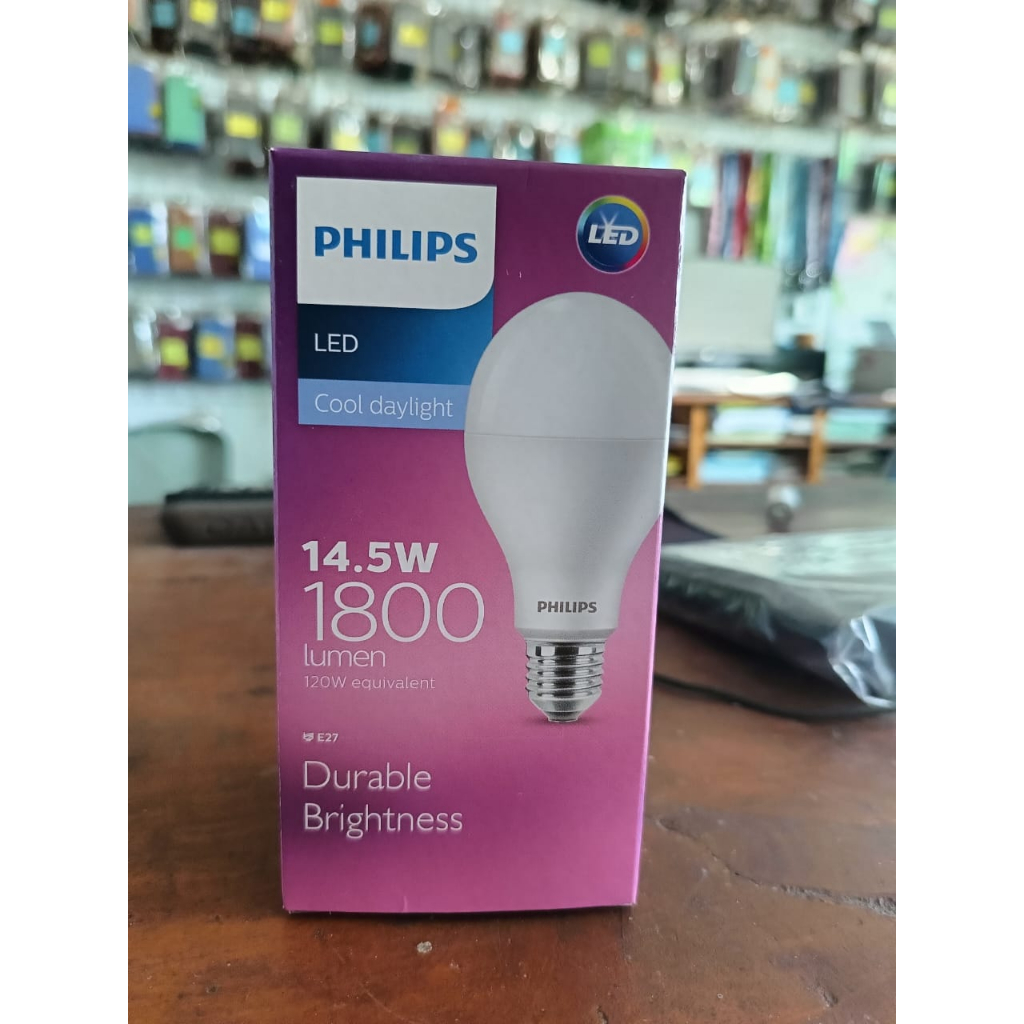 PHILIPS
LED
LED
Cool daylight
14.5W
1800
lumen
120W equivalent
PHILIPS
E27
Durable
Brightness